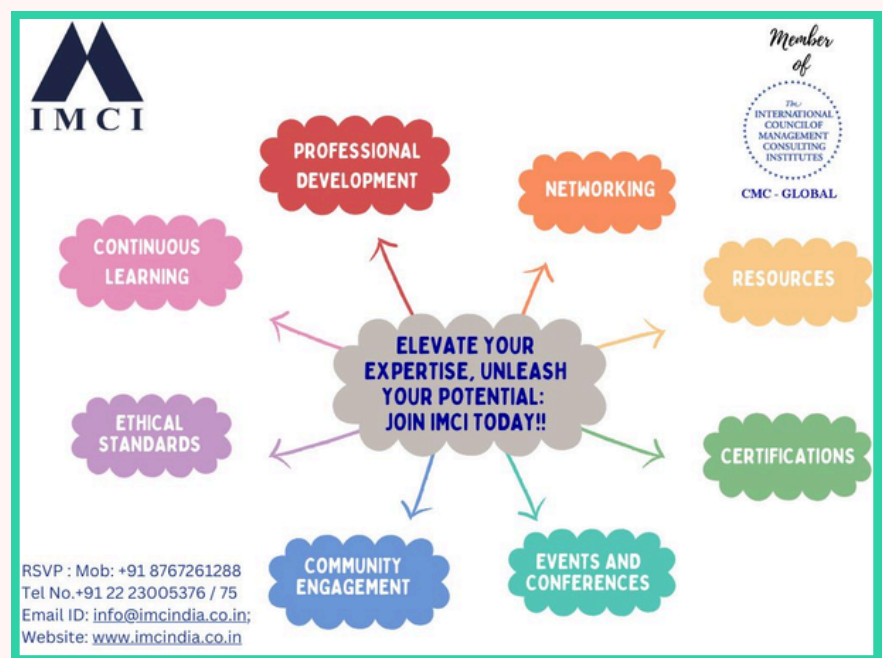 IMCI
Member
of
The
INTERNATIONAL
COUNCILOF
MANAGEMENT
CONSULTING
INSTITUTES
CMC - GLOBAL
PROFESSIONAL
DEVELOPMENT
NETWORKING
CONTINUOUS
LEARNING
RESOURCES
ELEVATE YOUR
EXPERTISE, UNLEASH
YOUR POTENTIAL:
JOIN IMCI TODAY!!
ETHICAL
STANDARDS
CERTIFICATIONS
COMMUNITY
ENGAGEMENT
EVENTS AND
CONFERENCES
RSVP : Mob: +91 8767261288
Tel No.+91 22 23005376 / 75
Email ID: info@imcindia.co.in;
Website: www.imcindia.co.in